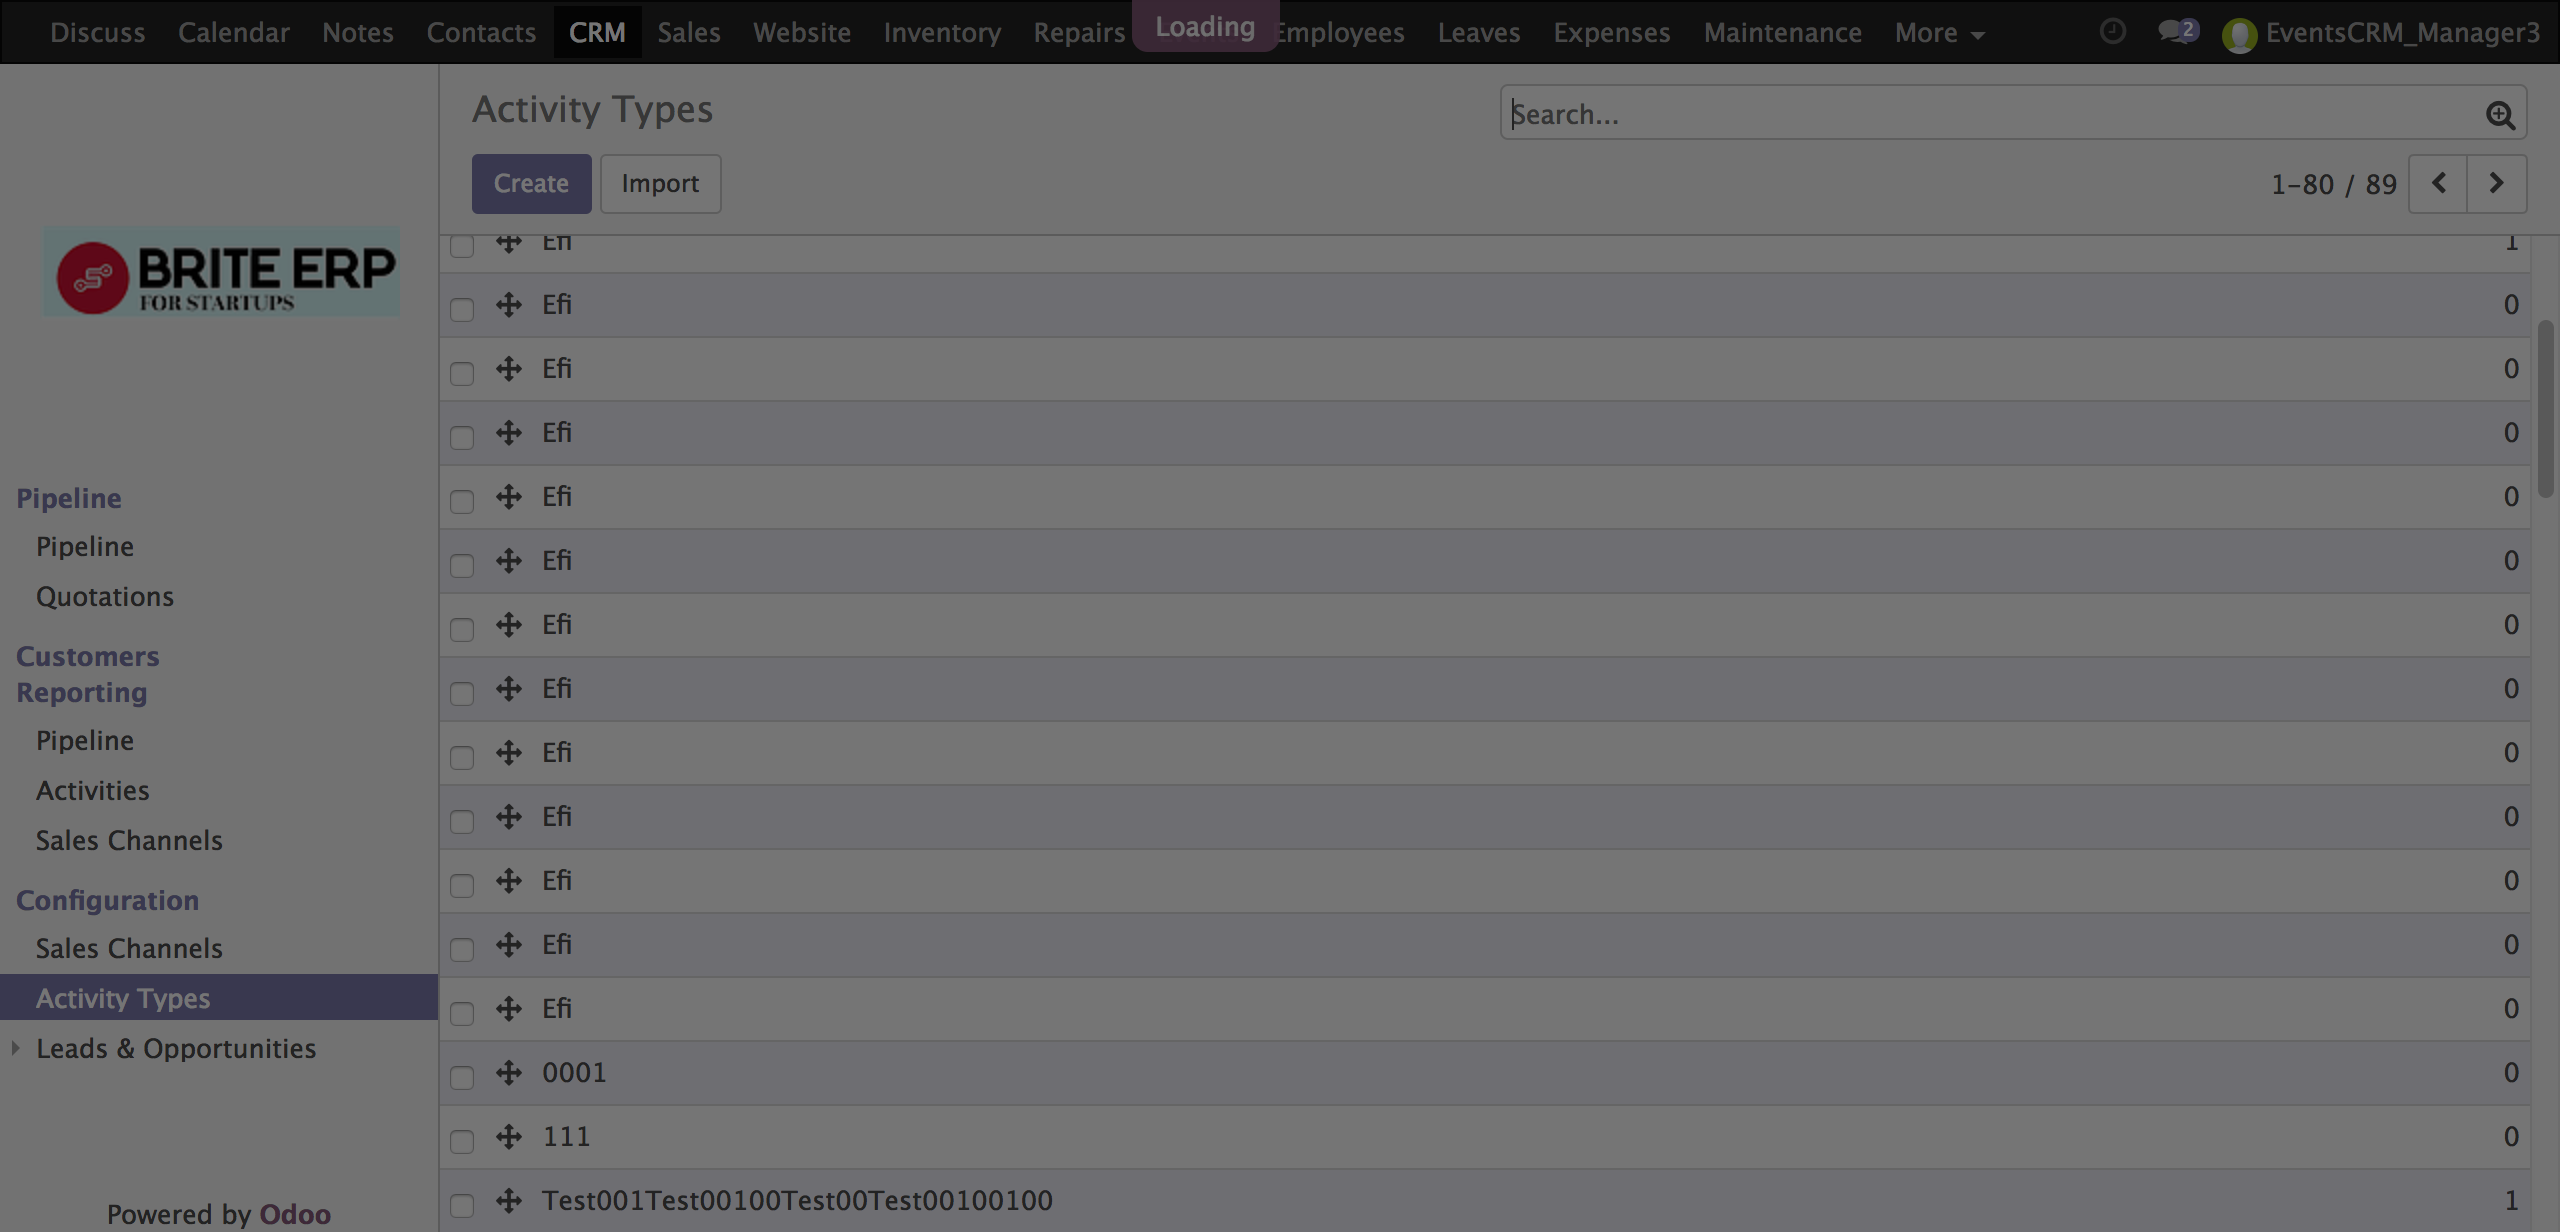 Discuss Calendar Notes Contacts CRM Sales Website Inventory Repairs Loading Employees Leaves Expenses Maintenance More 2 EventsCRM_Manager3
Activity Types
Search...
Create Import
1-80 / 89
BRITE ERP
FOR STARTUPS
Pipeline
Pipeline
Quotations
Customers
Reporting
Pipeline
Activities
Sales Channels
Configuration
Sales Channels
Activity Types
Leads & Opportunities
Powered by Odoo
Efi 1
Efi 0
Efi 0
Efi 0
Efi 0
Efi 0
Efi 0
Efi 0
Efi 0
Efi 0
Efi 0
Efi 0
Efi 0
0001 0
111 0
Test001Test00100Test00Test00100100 1